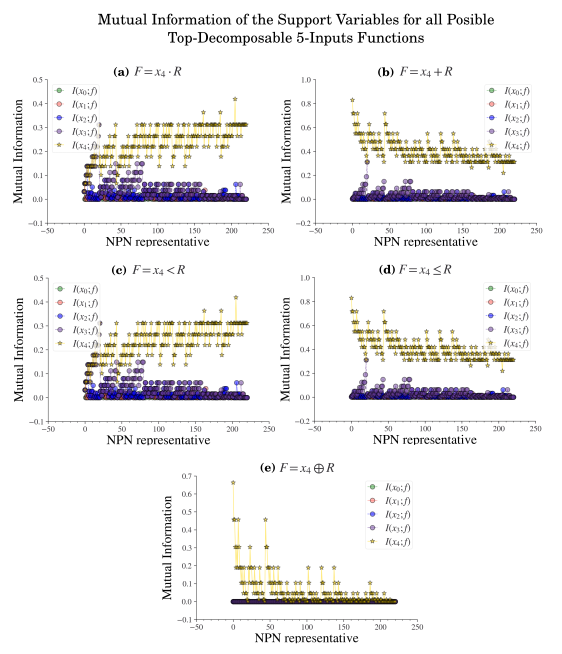 Mutual Information of the Support Variables for all Posible
Top-Decomposable 5-Inputs Functions
(a) F = x₄ · R
(b) F = x₄ + R
Mutual Information
0.5
0.4
0.3
0.2
0.1
0.0
−0.1
I(x₀; f)
I(x₁; f)
I(x₂; f)
I(x₃; f)
I(x₄; f)
−50 0 50 100 150 200 250
NPN representative
Mutual Information
1.0
0.8
0.6
0.4
0.2
0.0
−0.2
I(x₀; f)
I(x₁; f)
I(x₂; f)
I(x₃; f)
I(x₄; f)
−50 0 50 100 150 200 250
NPN representative
(c) F = x₄ < R
(d) F = x₄ ≤ R
Mutual Information
0.5
0.4
0.3
0.2
0.1
0.0
−0.1
I(x₀; f)
I(x₁; f)
I(x₂; f)
I(x₃; f)
I(x₄; f)
−50 0 50 100 150 200 250
NPN representative
Mutual Information
1.0
0.8
0.6
0.4
0.2
0.0
−0.2
I(x₀; f)
I(x₁; f)
I(x₂; f)
I(x₃; f)
I(x₄; f)
−50 0 50 100 150 200 250
NPN representative
(e) F = x₄ ⊕ R
Mutual Information
0.7
0.6
0.5
0.4
0.3
0.2
0.1
0.0
−0.1
I(x₀; f)
I(x₁; f)
I(x₂; f)
I(x₃; f)
I(x₄; f)
−50 0 50 100 150 200 250
NPN representative